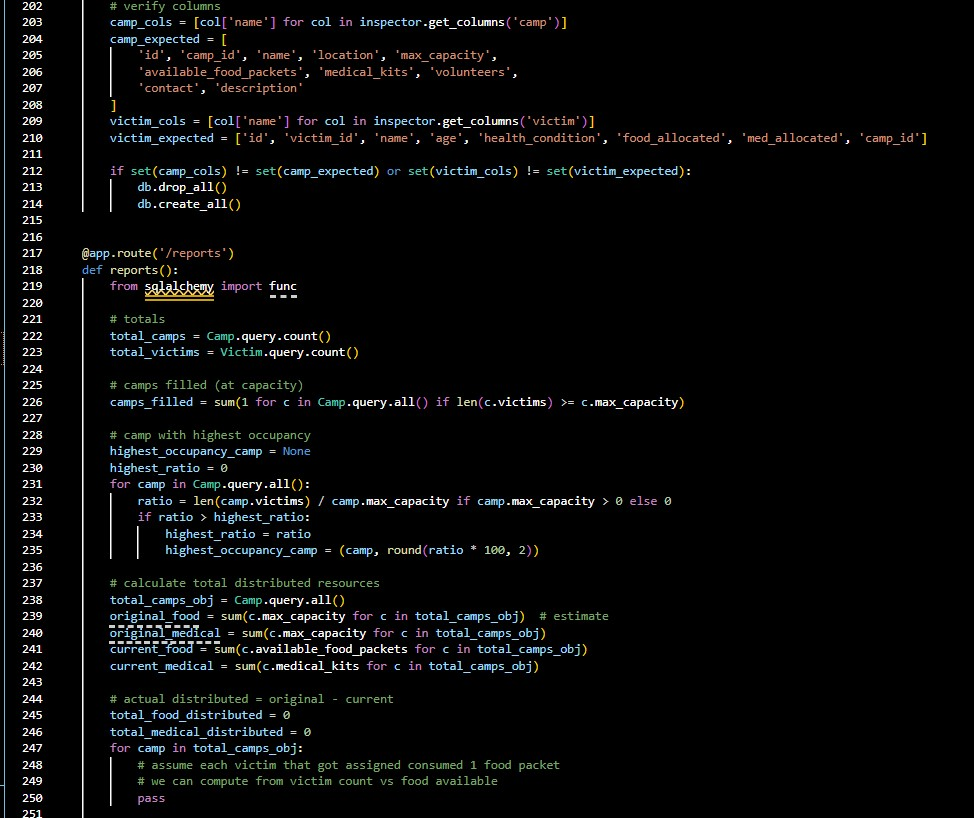 202 # verify columns
203 camp_cols = [col['name'] for col in inspector.get_columns('camp')]
204 camp_expected = [
205 'id', 'camp_id', 'name', 'location', 'max_capacity',
206 'available_food_packets', 'medical_kits', 'volunteers',
207 'contact', 'description'
208 ]
209 victim_cols = [col['name'] for col in inspector.get_columns('victim')]
210 victim_expected = ['id', 'victim_id', 'name', 'age', 'health_condition', 'food_allocated', 'med_allocated', 'camp_id']
211
212 if set(camp_cols) != set(camp_expected) or set(victim_cols) != set(victim_expected):
213 db.drop_all()
214 db.create_all()
215
216
217 @app.route('/reports')
218 def reports():
219 from sqlalchemy import func
220
221 # totals
222 total_camps = Camp.query.count()
223 total_victims = Victim.query.count()
224
225 # camps filled (at capacity)
226 camps_filled = sum(1 for c in Camp.query.all() if len(c.victims) >= c.max_capacity)
227
228 # camp with highest occupancy
229 highest_occupancy_camp = None
230 highest_ratio = 0
231 for camp in Camp.query.all():
232 ratio = len(camp.victims) / camp.max_capacity if camp.max_capacity > 0 else 0
233 if ratio > highest_ratio:
234 highest_ratio = ratio
235 highest_occupancy_camp = (camp, round(ratio * 100, 2))
236
237 # calculate total distributed resources
238 total_camps_obj = Camp.query.all()
239 original_food = sum(c.max_capacity for c in total_camps_obj) # estimate
240 original_medical = sum(c.max_capacity for c in total_camps_obj)
241 current_food = sum(c.available_food_packets for c in total_camps_obj)
242 current_medical = sum(c.medical_kits for c in total_camps_obj)
243
244 # actual distributed = original - current
245 total_food_distributed = 0
246 total_medical_distributed = 0
247 for camp in total_camps_obj:
248 # assume each victim that got assigned consumed 1 food packet
249 # we can compute from victim count vs food available
250 pass
251